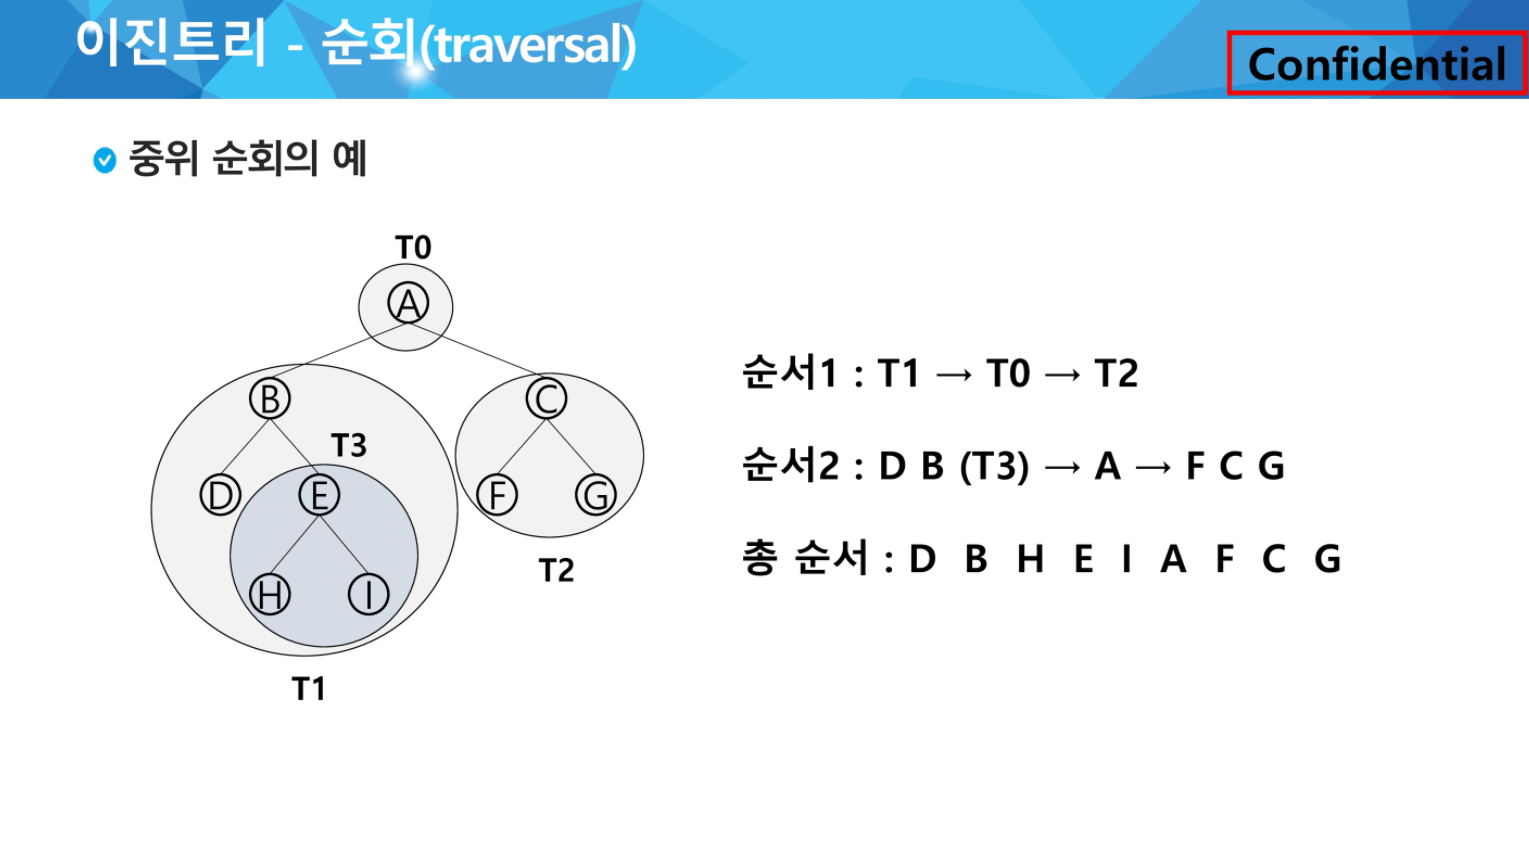 이진트리 - 순회(traversal)
Confidential
중위 순회의 예
T0
A
B
C
T3
D
E
F
G
T2
H
I
T1
순서1 : T1 → T0 → T2
순서2 : D B (T3) → A → F C G
총 순서 : D B H E I A F C G